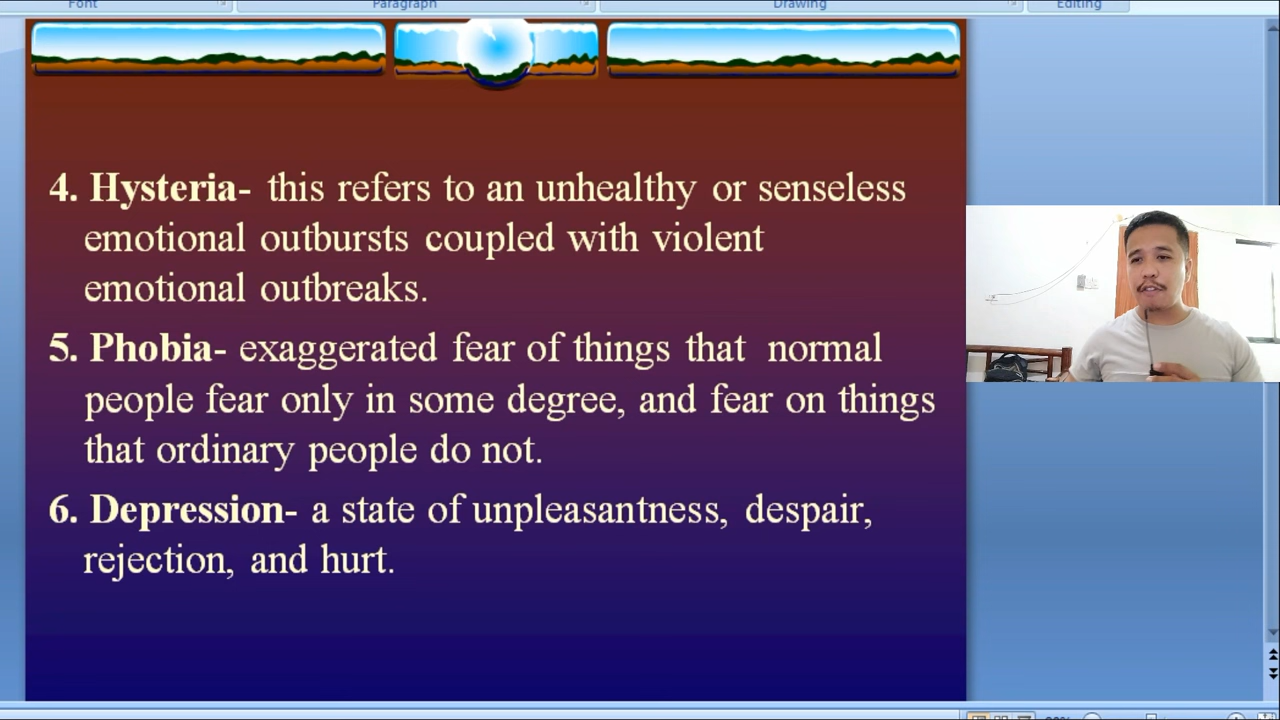 Font
Paragraph
Drawing
Editing
4. Hysteria- this refers to an unhealthy or senseless
emotional outbursts coupled with violent
emotional outbreaks.
5. Phobia- exaggerated fear of things that normal
people fear only in some degree, and fear on things
that ordinary people do not.
6. Depression- a state of unpleasantness, despair,
rejection, and hurt.